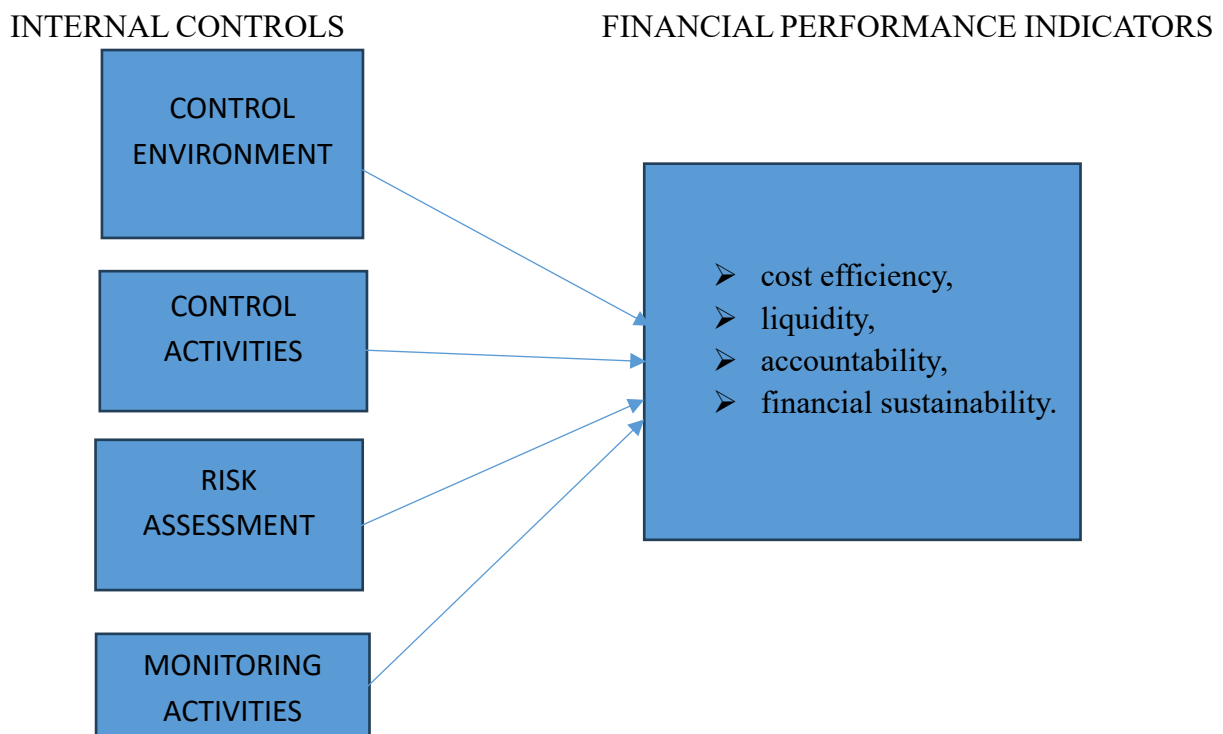 INTERNAL CONTROLS
FINANCIAL PERFORMANCE INDICATORS
CONTROL
ENVIRONMENT
CONTROL
ACTIVITIES
RISK
ASSESSMENT
MONITORING
ACTIVITIES
➢ cost efficiency,
➢ liquidity,
➢ accountability,
➢ financial sustainability.